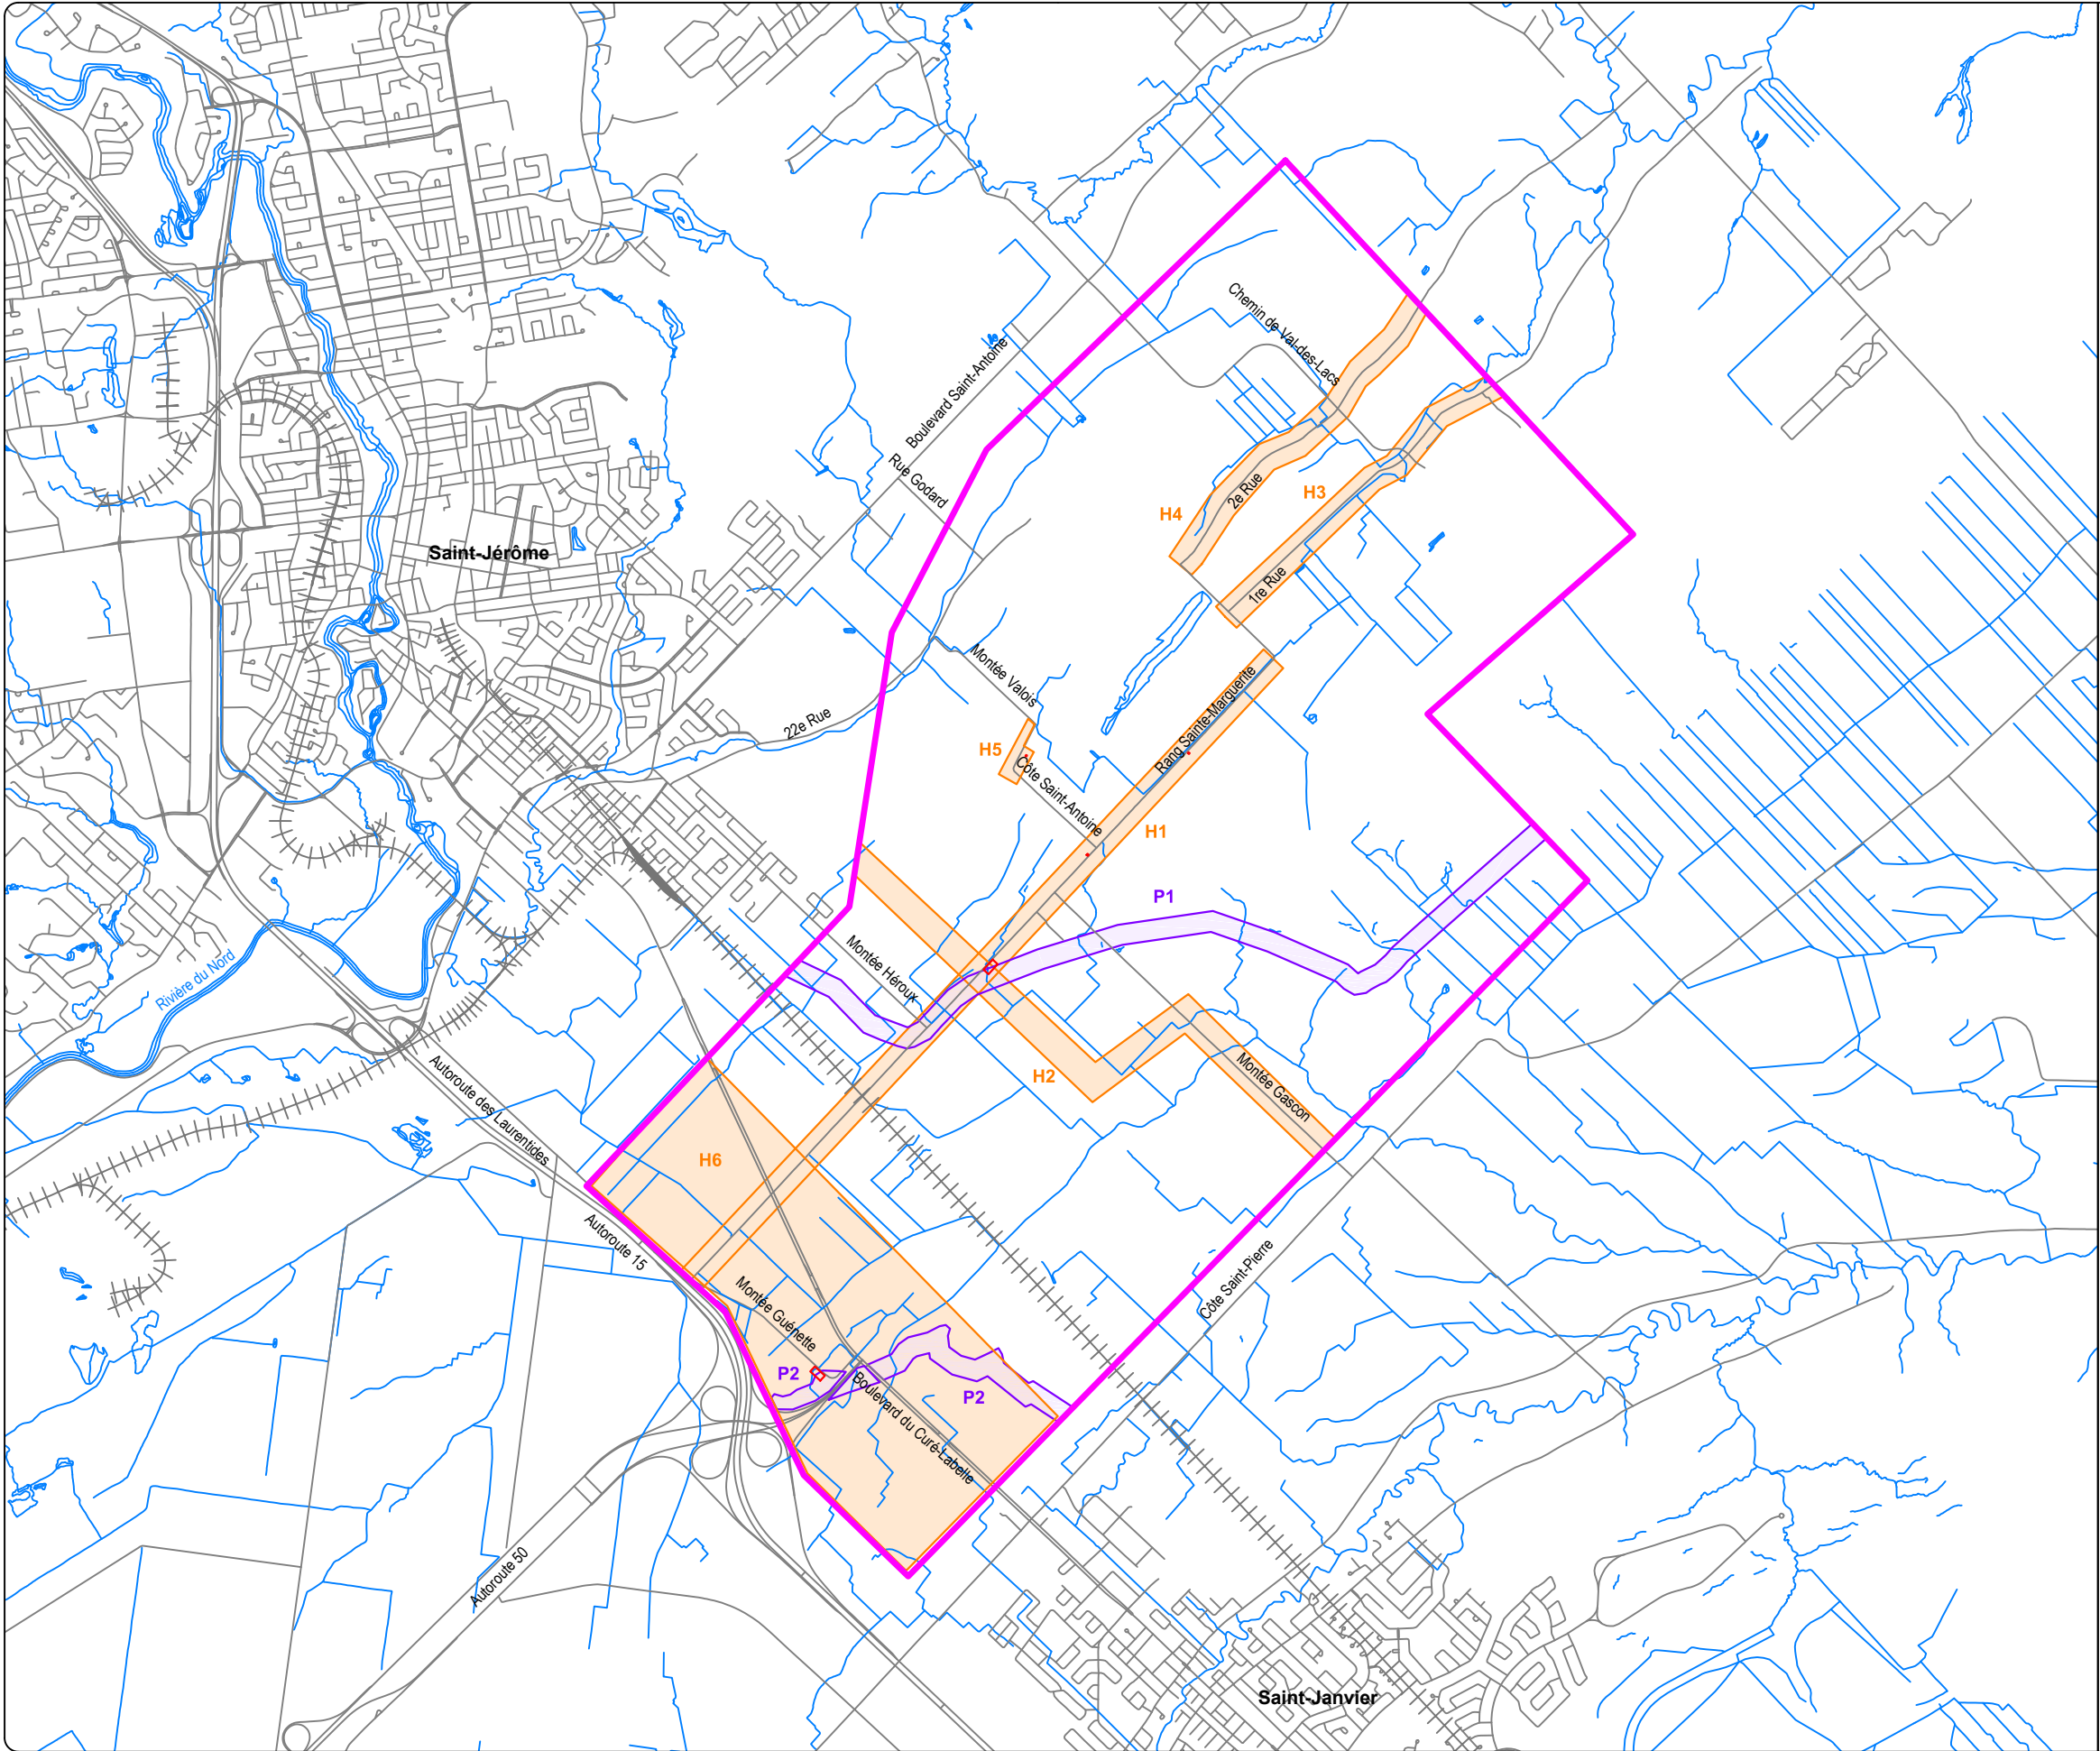 Chemin de Val-des-Lacs
Boulevard Saint-Antoine
Rue Godard
2e Rue
H3
H4
Saint-Jérôme
1re Rue
Montée Valois
Rang Sainte-Marguerite
22e Rue
H5
Côte Saint-Antoine
H1
P1
Montée Héroux
Rivière du Nord
H2
Montée Gascon
Autoroute des Laurentides
H6
Autoroute 15
Côte Saint-Pierre
Montée Guénette
P2
P2
Boulevard du Curé-Labelle
Autoroute 50
Saint-Janvier